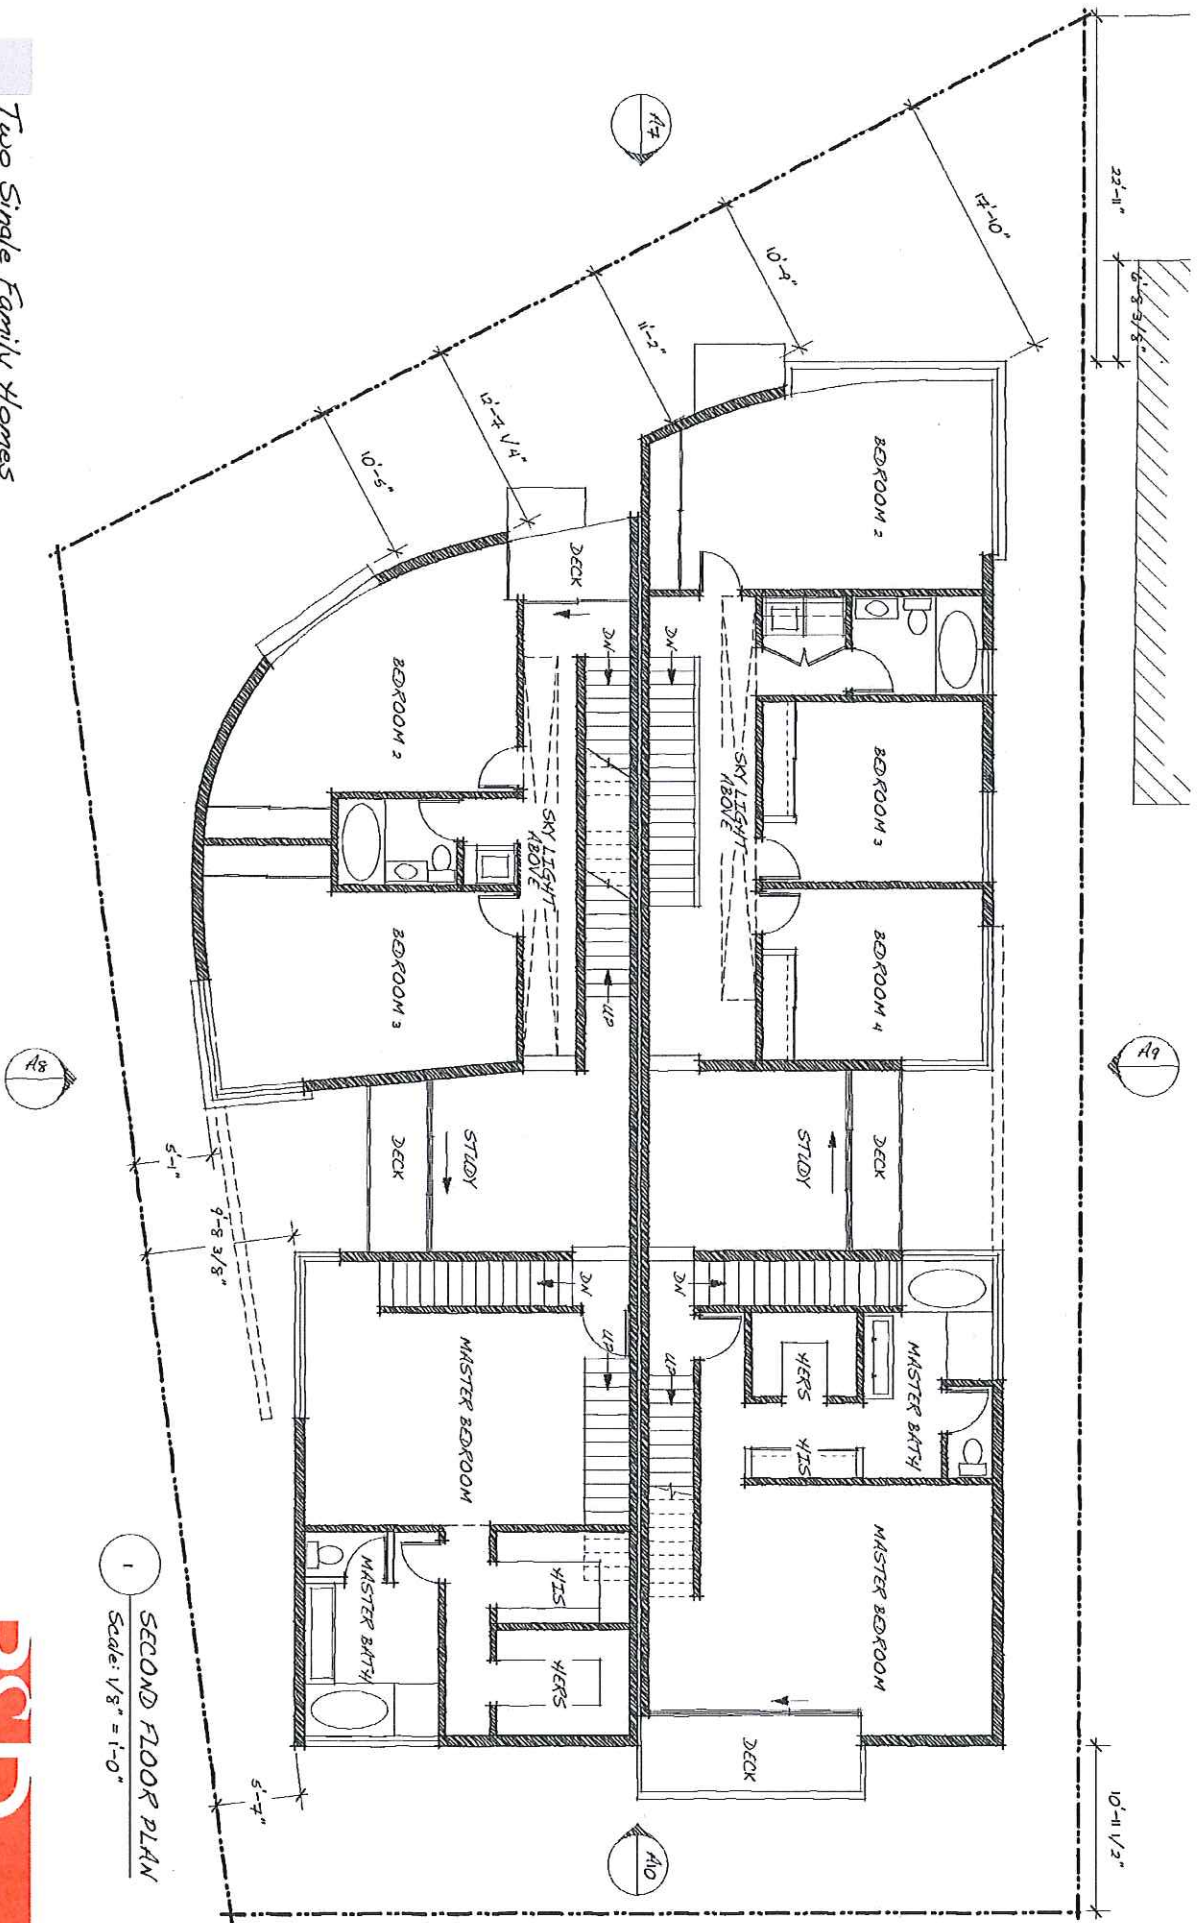 22'-11"
6'-8 3/8"
17'-10"
10'-9"
11'-2"
12'-7 1/4"
10'-5"
A7
BEDROOM 2
BEDROOM 3
BEDROOM 4
SKY LIGHT
ABOVE
DN
STUDY
DECK
DN
UP
HERS
HIS
MASTER BATH
MASTER BEDROOM
DECK
A9
10'-11 1/2"
DECK
DN
BEDROOM 2
SKY LIGHT
ABOVE
BEDROOM 3
UP
STUDY
DECK
DN
UP
MASTER BEDROOM
HIS
HERS
MASTER BATH
A8
5'-1"
9'-8 3/8"
5'-7"
A10
1
SECOND FLOOR PLAN
Scale: 1/8" = 1'-0"
Two Single Family Homes